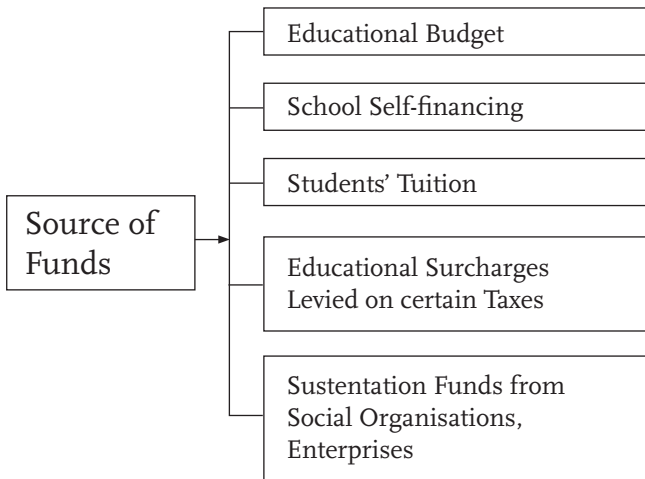 Educational Budget
School Self-financing
Students' Tuition
Source of
Funds
Educational Surcharges
Levied on certain Taxes
Sustentation Funds from
Social Organisations,
Enterprises